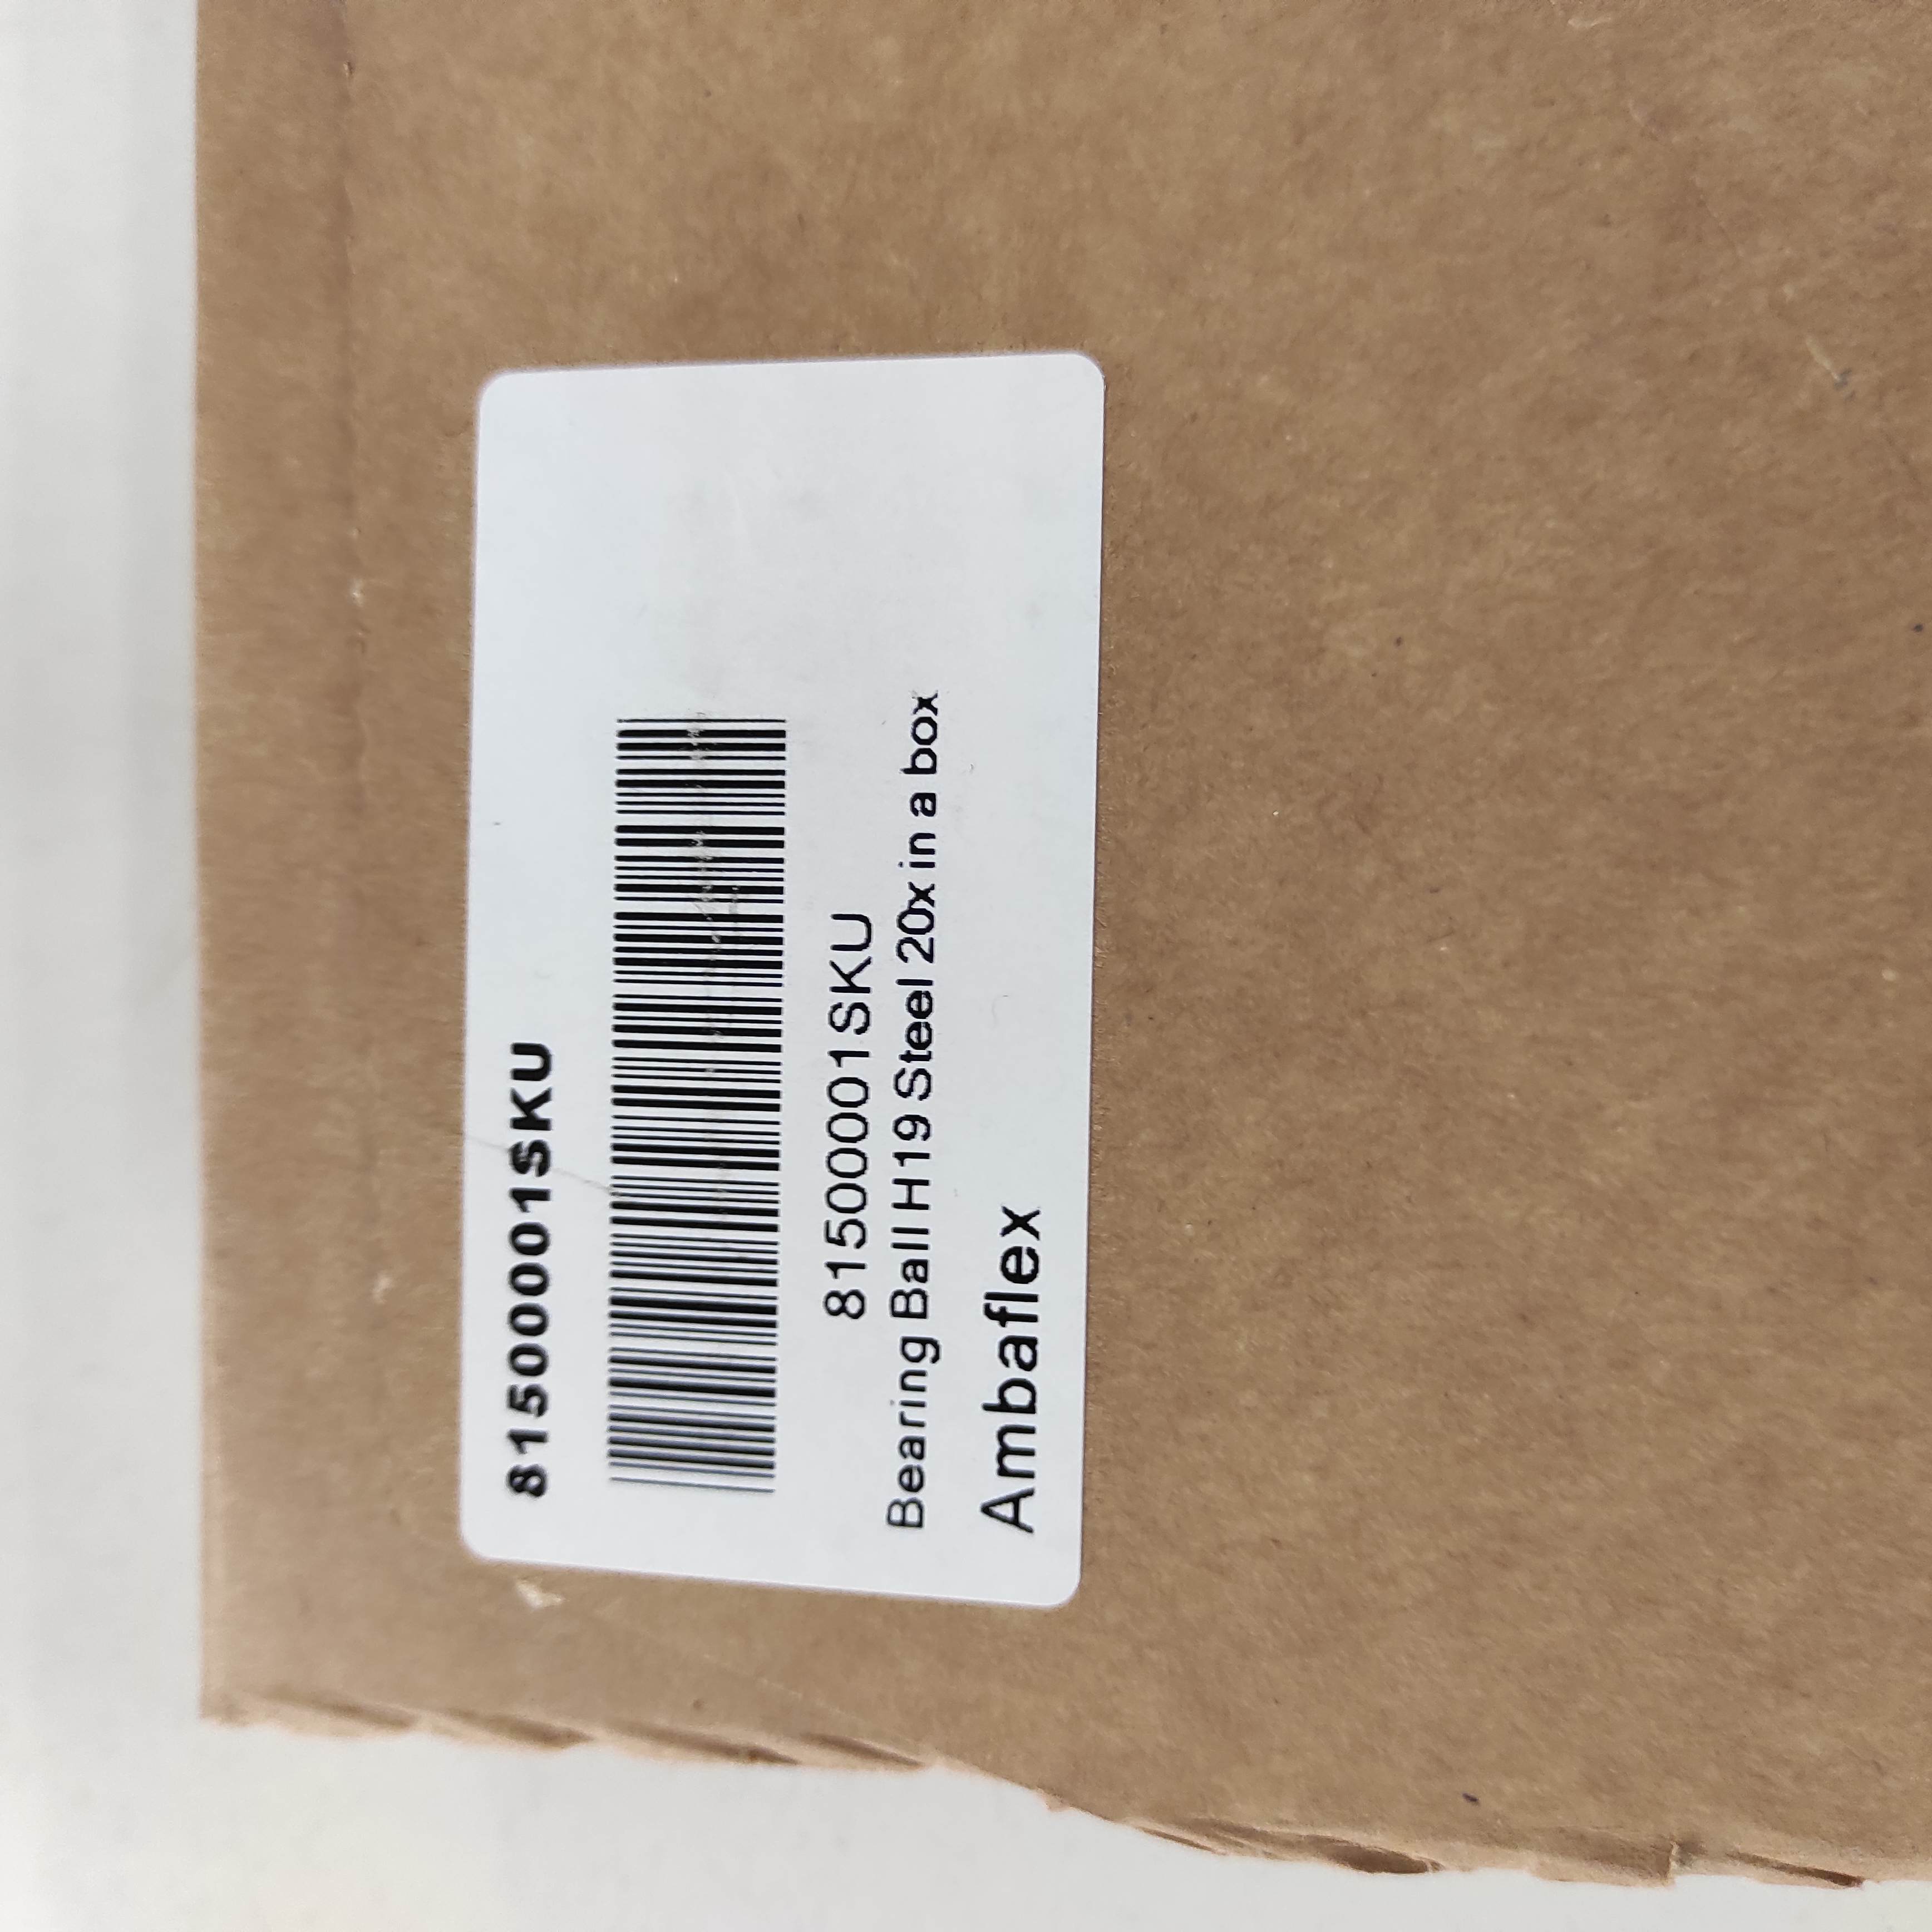 81500001SKU
81500001SKU
Bearing Ball H19 Steel 20x in a box
Ambaflex